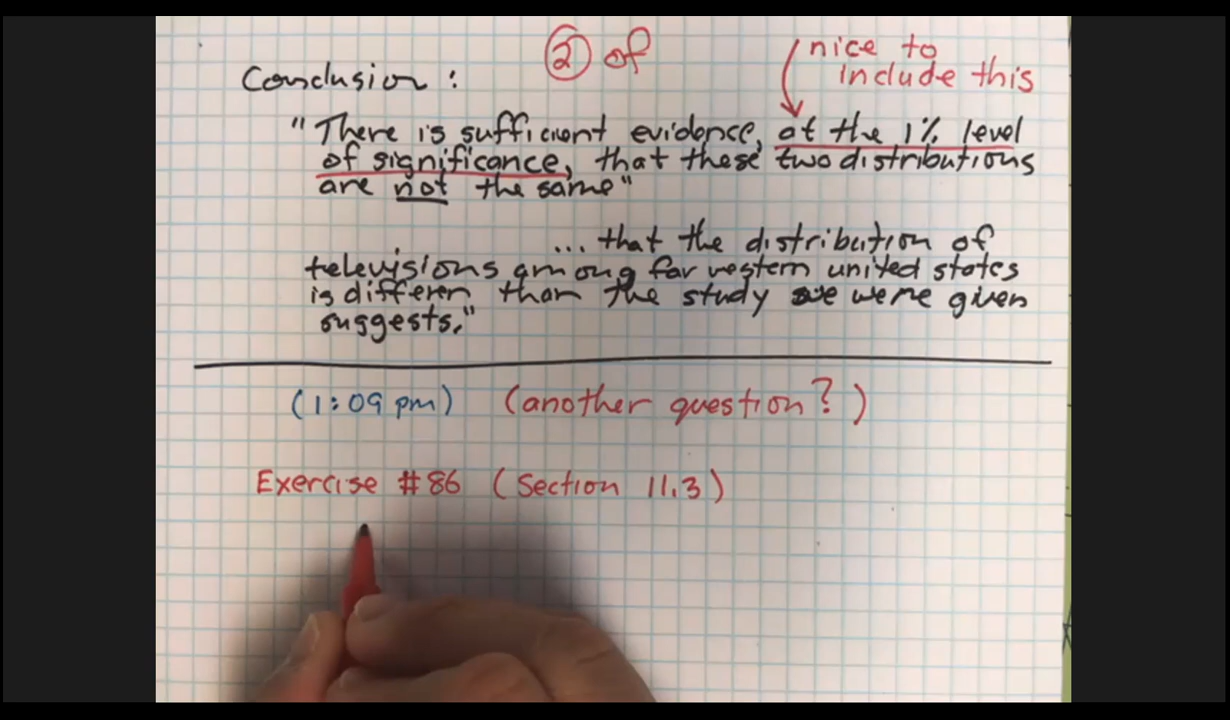 ② of
nice to
include this
Conclusion :
"There is sufficient evidence, at the 1% level
of significance, that these two distributions
are not the same"
... that the distribution of
televisions among far western united states
is differen than the study we were given
suggests."
(1:09 pm) (another question?)
Exercise #86 (Section 11.3)